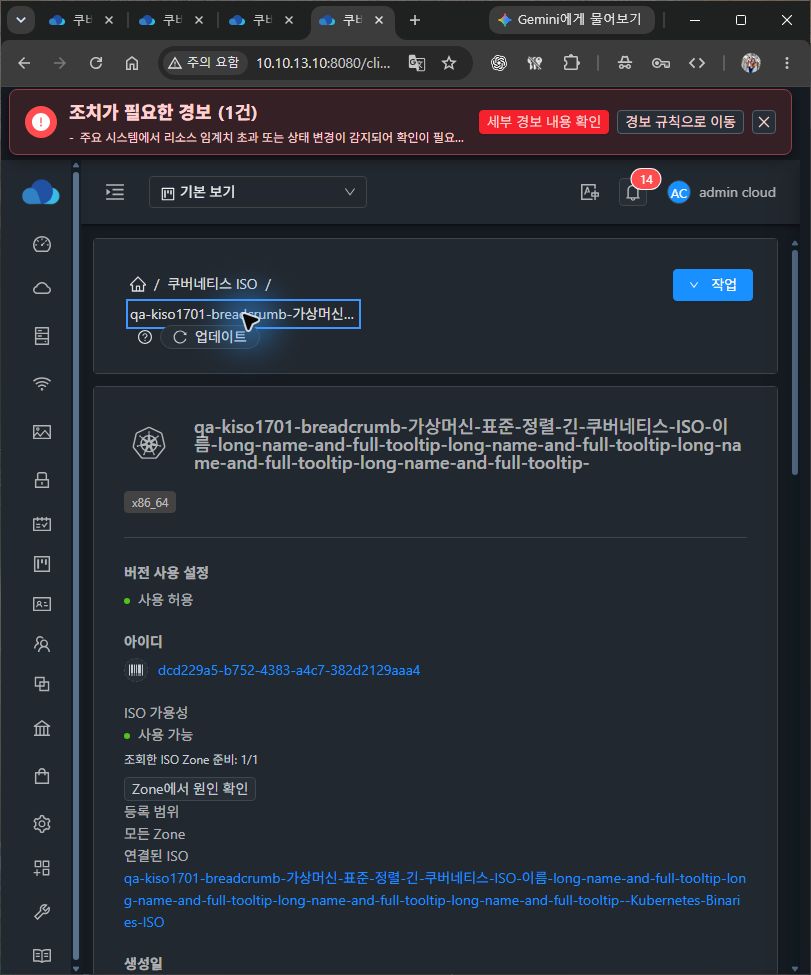 쿠버
쿠버
쿠버
쿠버
Gemini에게 물어보기
주의 요함
10.10.13.10:8080/cli...
조치가 필요한 경보 (1건)
- 주요 시스템에서 리소스 임계치 초과 또는 상태 변경이 감지되어 확인이 필요...
세부 경보 내용 확인
경보 규칙으로 이동
기본 보기
14
AC
admin cloud
/ 쿠버네티스 ISO /
작업
qa-kiso1701-breadcrumb-가상머신...
업데이트
qa-kiso1701-breadcrumb-가상머신-표준-정렬-긴-쿠버네티스-ISO-이
름-long-name-and-full-tooltip-long-name-and-full-tooltip-long-na
me-and-full-tooltip-long-name-and-full-tooltip-
x86_64
버전 사용 설정
사용 허용
아이디
dcd229a5-b752-4383-a4c7-382d2129aaa4
ISO 가용성
사용 가능
조회한 ISO Zone 준비: 1/1
Zone에서 원인 확인
등록 범위
모든 Zone
연결된 ISO
qa-kiso1701-breadcrumb-가상머신-표준-정렬-긴-쿠버네티스-ISO-이름-long-name-and-full-tooltip-lon
g-name-and-full-tooltip-long-name-and-full-tooltip-long-name-and-full-tooltip--Kubernetes-Binari
es-ISO
생성일